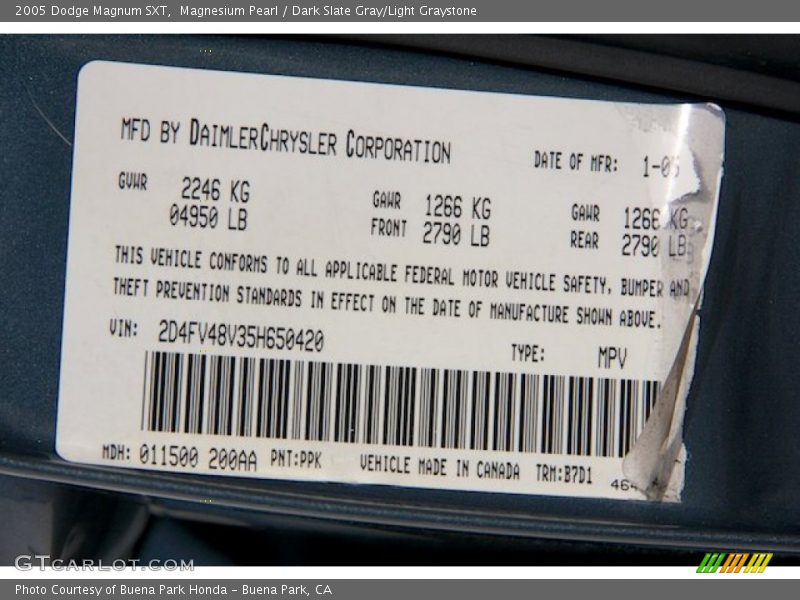 2005 Dodge Magnum SXT,  Magnesium Pearl / Dark Slate Gray/Light Graystone
MFD BY DAIMLERCHRYSLER CORPORATION
DATE OF MFR: 1-05
GVWR 2246 KG GAWR 1266 KG GAWR 1266 KG
04950 LB FRONT 2790 LB REAR 2790 LB
THIS VEHICLE CONFORMS TO ALL APPLICABLE FEDERAL MOTOR VEHICLE SAFETY, BUMPER AND
THEFT PREVENTION STANDARDS IN EFFECT ON THE DATE OF MANUFACTURE SHOWN ABOVE.
VIN: 2D4FV48V35H650420 TYPE: MPV
MDH: 011500 200AA PNT:PPK VEHICLE MADE IN CANADA TRM:B7D1
GTCARLOT.COM
Photo Courtesy of Buena Park Honda - Buena Park, CA